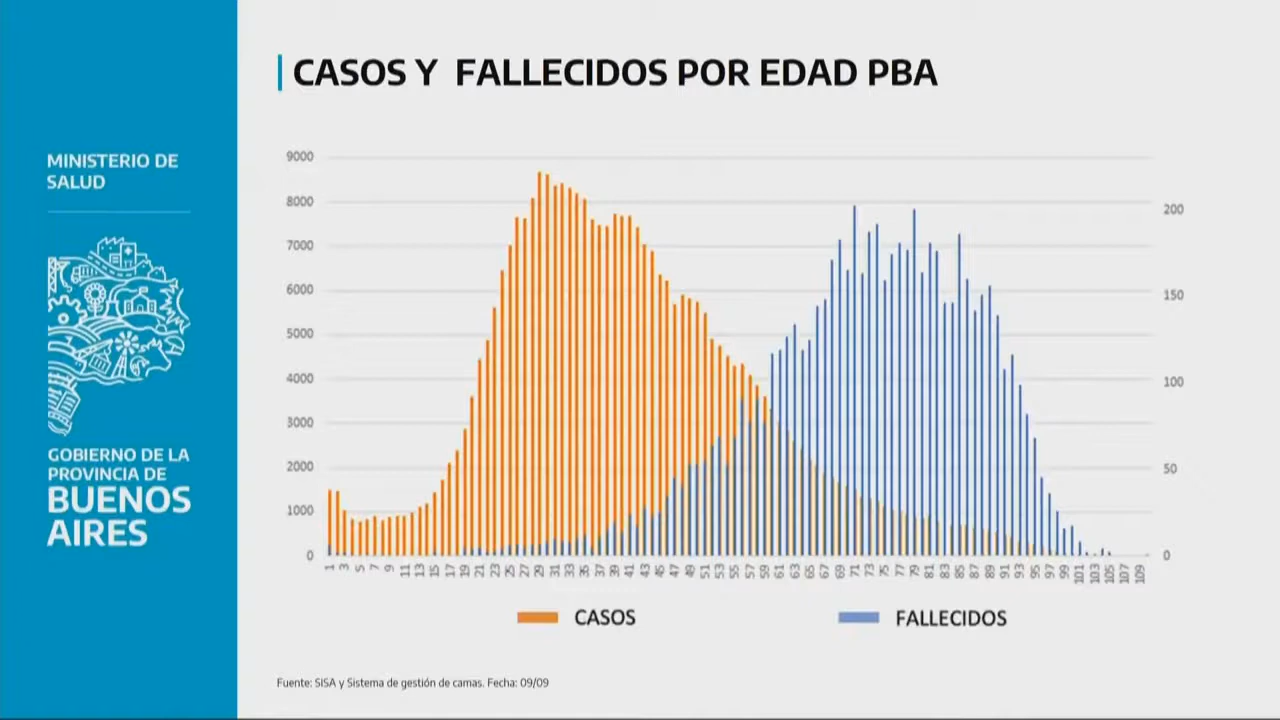 CASOS Y FALLECIDOS POR EDAD PBA
MINISTERIO DE
SALUD
GOBIERNO DE LA
PROVINCIA DE
BUENOS
AIRES
9000
8000
7000
6000
5000
4000
3000
2000
1000
0
200
150
100
50
0
1 3 5 7 9 11 13 15 17 19 21 23 25 27 29 31 33 35 37 39 41 43 45 47 49 51 53 55 57 59 61 63 65 67 69 71 73 75 77 79 81 83 85 87 89 91 93 95 97 99 101 103 105 107 109
CASOS FALLECIDOS
Fuente: SISA y Sistema de gestión de camas. Fecha: 09/09